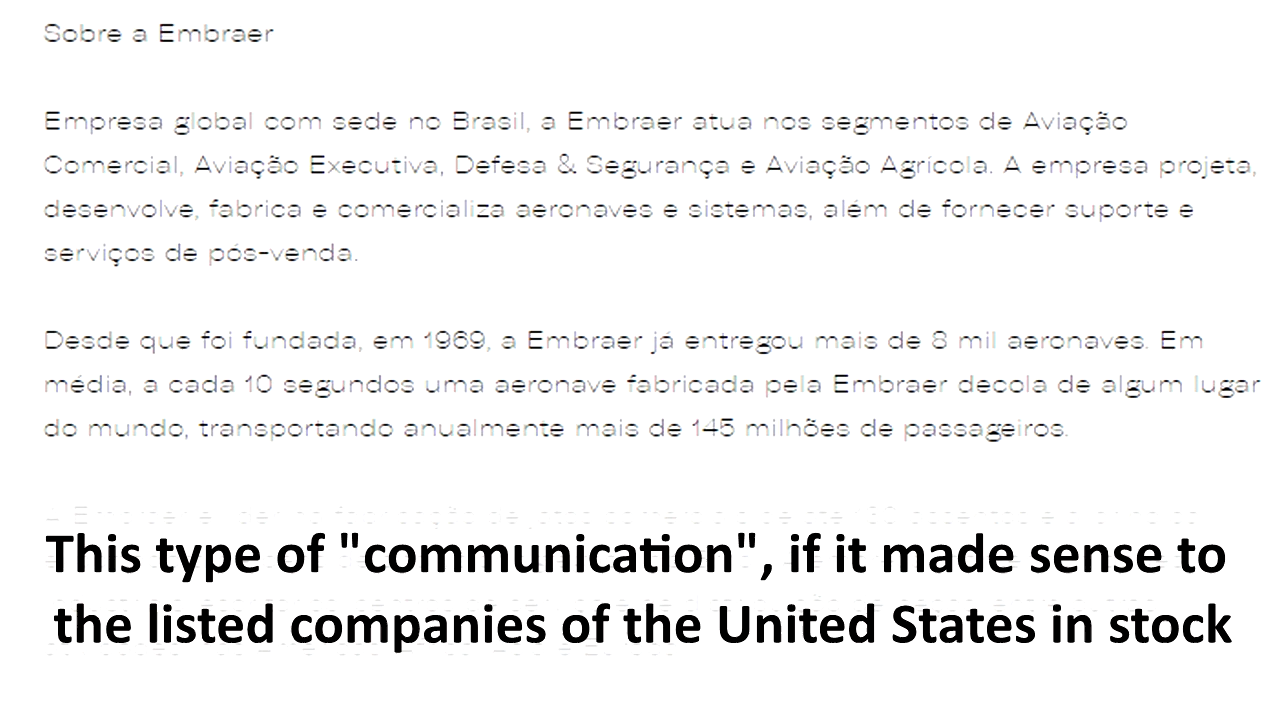 Sobre a Embraer
Empresa global com sede no Brasil, a Embraer atua nos segmentos de Aviação
Comercial, Aviação Executiva, Defesa & Segurança e Aviação Agrícola. A empresa projeta,
desenvolve, fabrica e comercializa aeronaves e sistemas, além de fornecer suporte e
serviços de pós-venda.
Desde que foi fundada, em 1969, a Embraer já entregou mais de 8 mil aeronaves. Em
média, a cada 10 segundos uma aeronave fabricada pela Embraer decola de algum lugar
do mundo, transportando anualmente mais de 145 milhões de passageiros.
This type of "communication", if it made sense to
the listed companies of the United States in stock